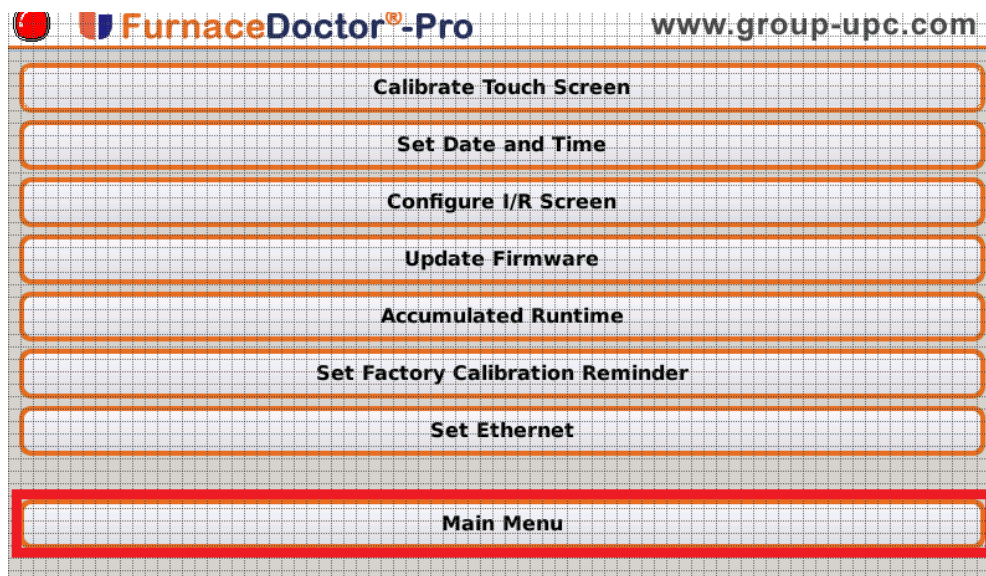 FurnaceDoctor®-Pro www.group-upc.com
Calibrate Touch Screen
Set Date and Time
Configure I/R Screen
Update Firmware
Accumulated Runtime
Set Factory Calibration Reminder
Set Ethernet
Main Menu